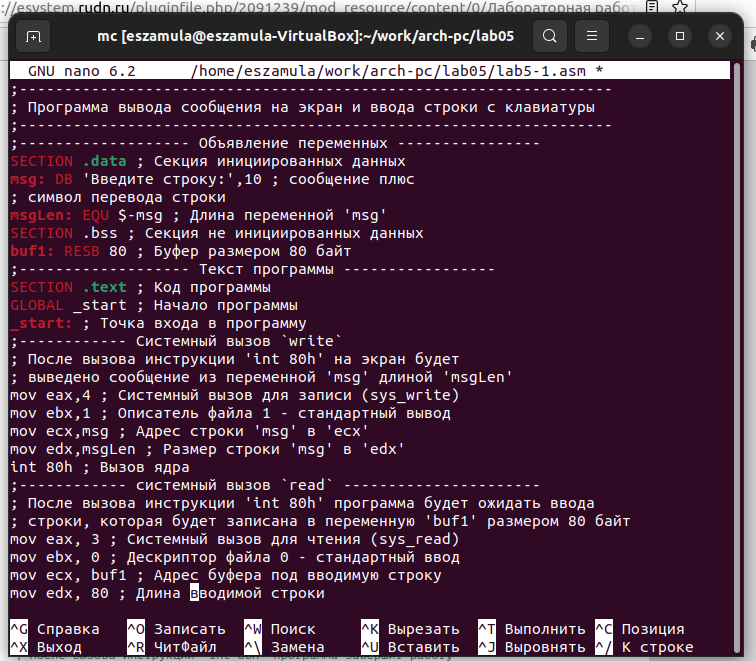 ://esystem.rudn.ru/pluginfile.php/2091239/mod_resource/content/0/Лабораторная работ
mc [eszamula@eszamula-VirtualBox]:~/work/arch-pc/lab05
GNU nano 6.2 /home/eszamula/work/arch-pc/lab05/lab5-1.asm *
;------------------------------------------------------------------
; Программа вывода сообщения на экран и ввода строки с клавиатуры
;------------------------------------------------------------------
;------------------- Объявление переменных ----------------
SECTION .data ; Секция инициированных данных
msg: DB 'Введите строку:',10 ; сообщение плюс
; символ перевода строки
msgLen: EQU $-msg ; Длина переменной 'msg'
SECTION .bss ; Секция не инициированных данных
buf1: RESB 80 ; Буфер размером 80 байт
;------------------- Текст программы -----------------
SECTION .text ; Код программы
GLOBAL _start ; Начало программы
_start: ; Точка входа в программу
;------------ Системный вызов `write`
; После вызова инструкции 'int 80h' на экран будет
; выведено сообщение из переменной 'msg' длиной 'msgLen'
mov eax,4 ; Системный вызов для записи (sys_write)
mov ebx,1 ; Описатель файла 1 - стандартный вывод
mov ecx,msg ; Адрес строки 'msg' в 'ecx'
mov edx,msgLen ; Размер строки 'msg' в 'edx'
int 80h ; Вызов ядра
;------------ системный вызов `read` ----------------------
; После вызова инструкции 'int 80h' программа будет ожидать ввода
; строки, которая будет записана в переменную 'buf1' размером 80 байт
mov eax, 3 ; Системный вызов для чтения (sys_read)
mov ebx, 0 ; Дескриптор файла 0 - стандартный ввод
mov ecx, buf1 ; Адрес буфера под вводимую строку
mov edx, 80 ; Длина вводимой строки
^G Справка ^O Записать ^W Поиск ^K Вырезать ^T Выполнить ^C Позиция
^X Выход ^R ЧитФайл ^\ Замена ^U Вставить ^J Выровнять ^/ К строке